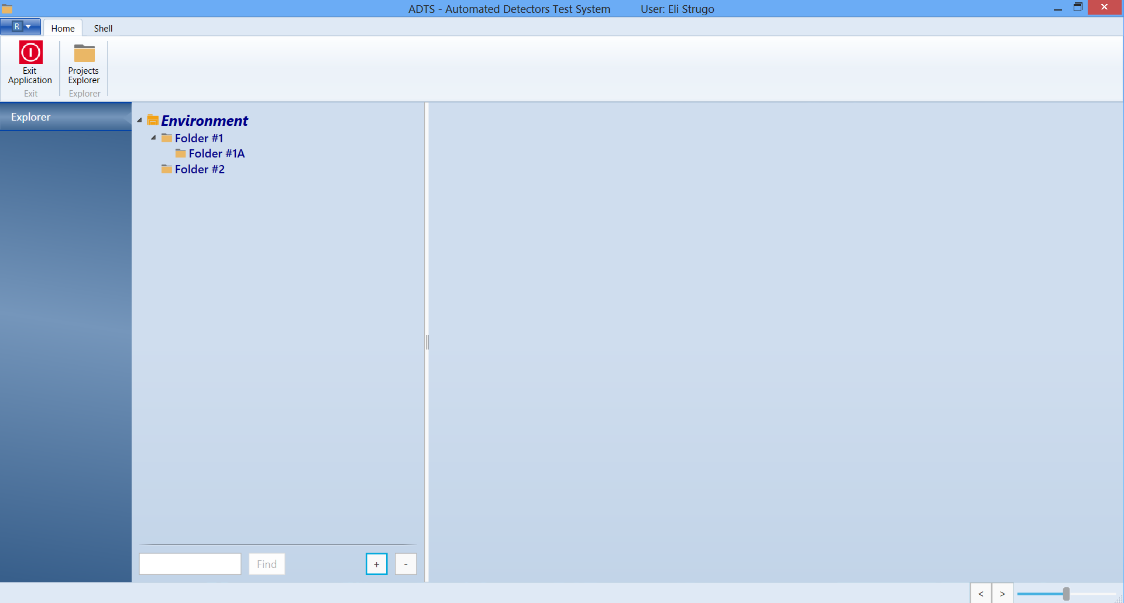 ADTS - Automated Detectors Test System User: Eli Strugo
R
Home Shell
Exit Application
Projects Explorer
Exit
Explorer
Explorer
Environment
Folder #1
Folder #1A
Folder #2
Find
+
-
<
>